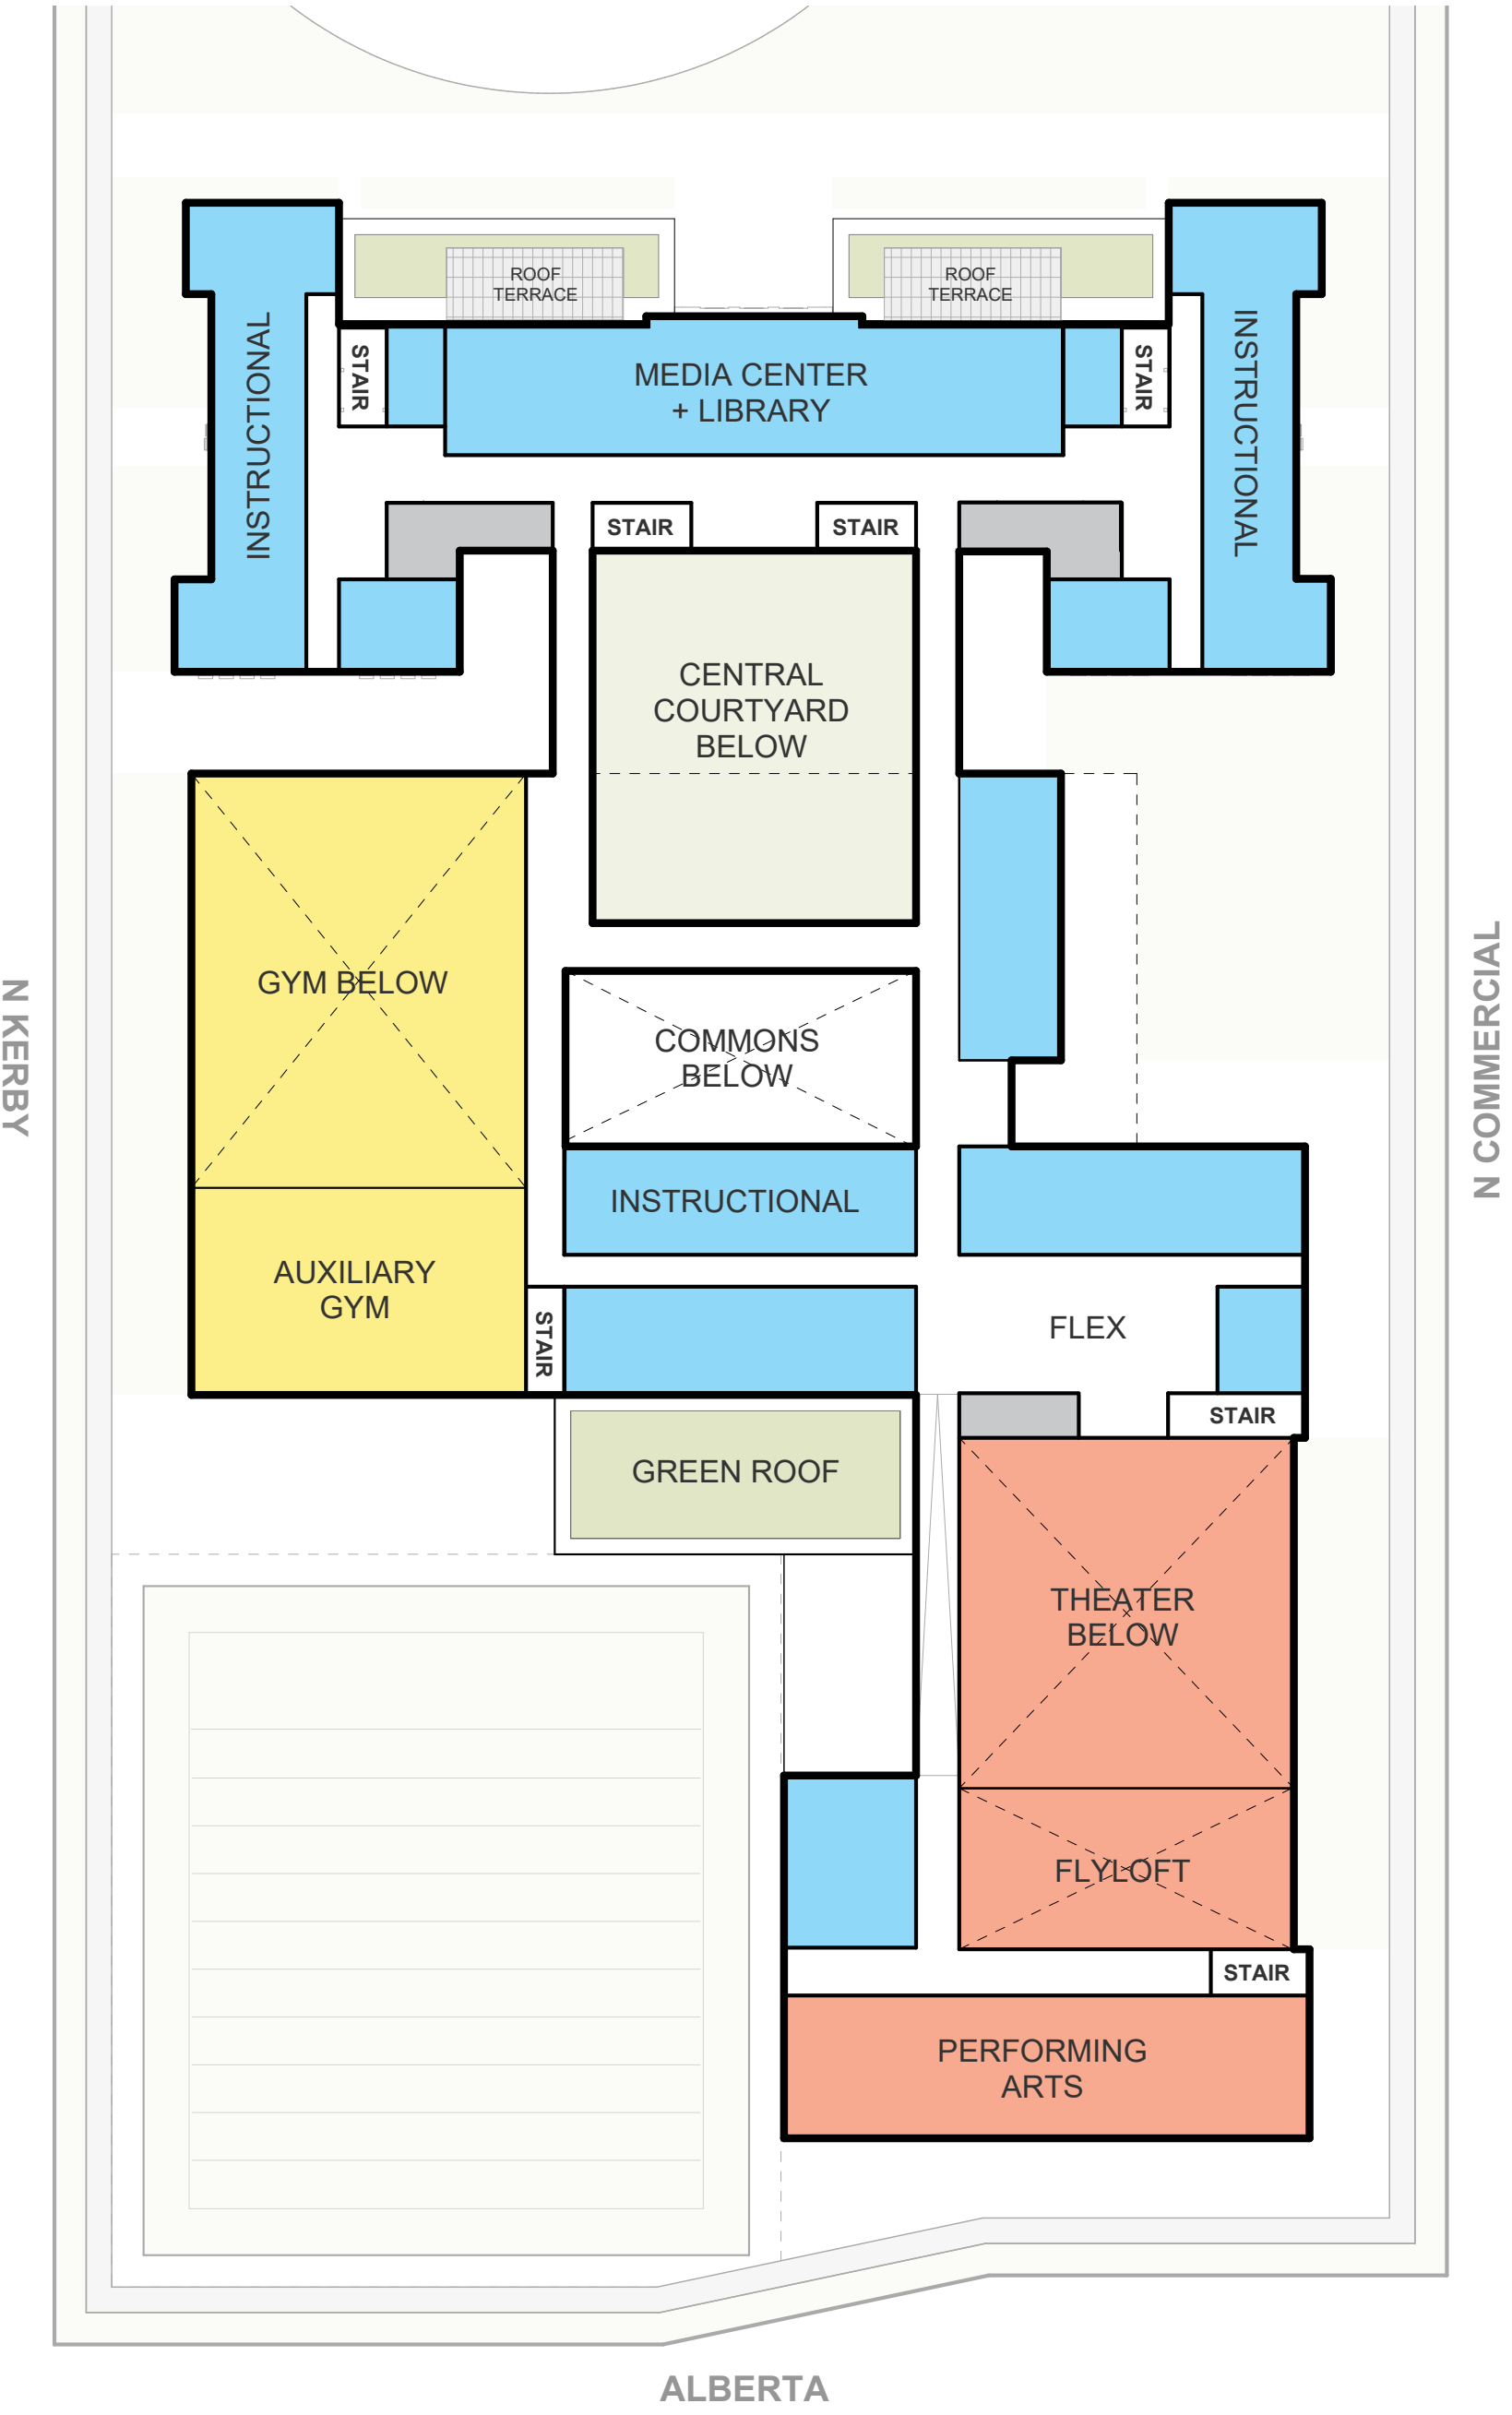 ROOF
TERRACE
ROOF
TERRACE
INSTRUCTIONAL
STAIR
MEDIA CENTER
+ LIBRARY
STAIR
INSTRUCTIONAL
STAIR
STAIR
CENTRAL
COURTYARD
BELOW
GYM BELOW
COMMONS
BELOW
N KERBY
N COMMERCIAL
INSTRUCTIONAL
AUXILIARY
GYM
STAIR
FLEX
STAIR
GREEN ROOF
THEATER
BELOW
FLYLOFT
STAIR
PERFORMING
ARTS
ALBERTA